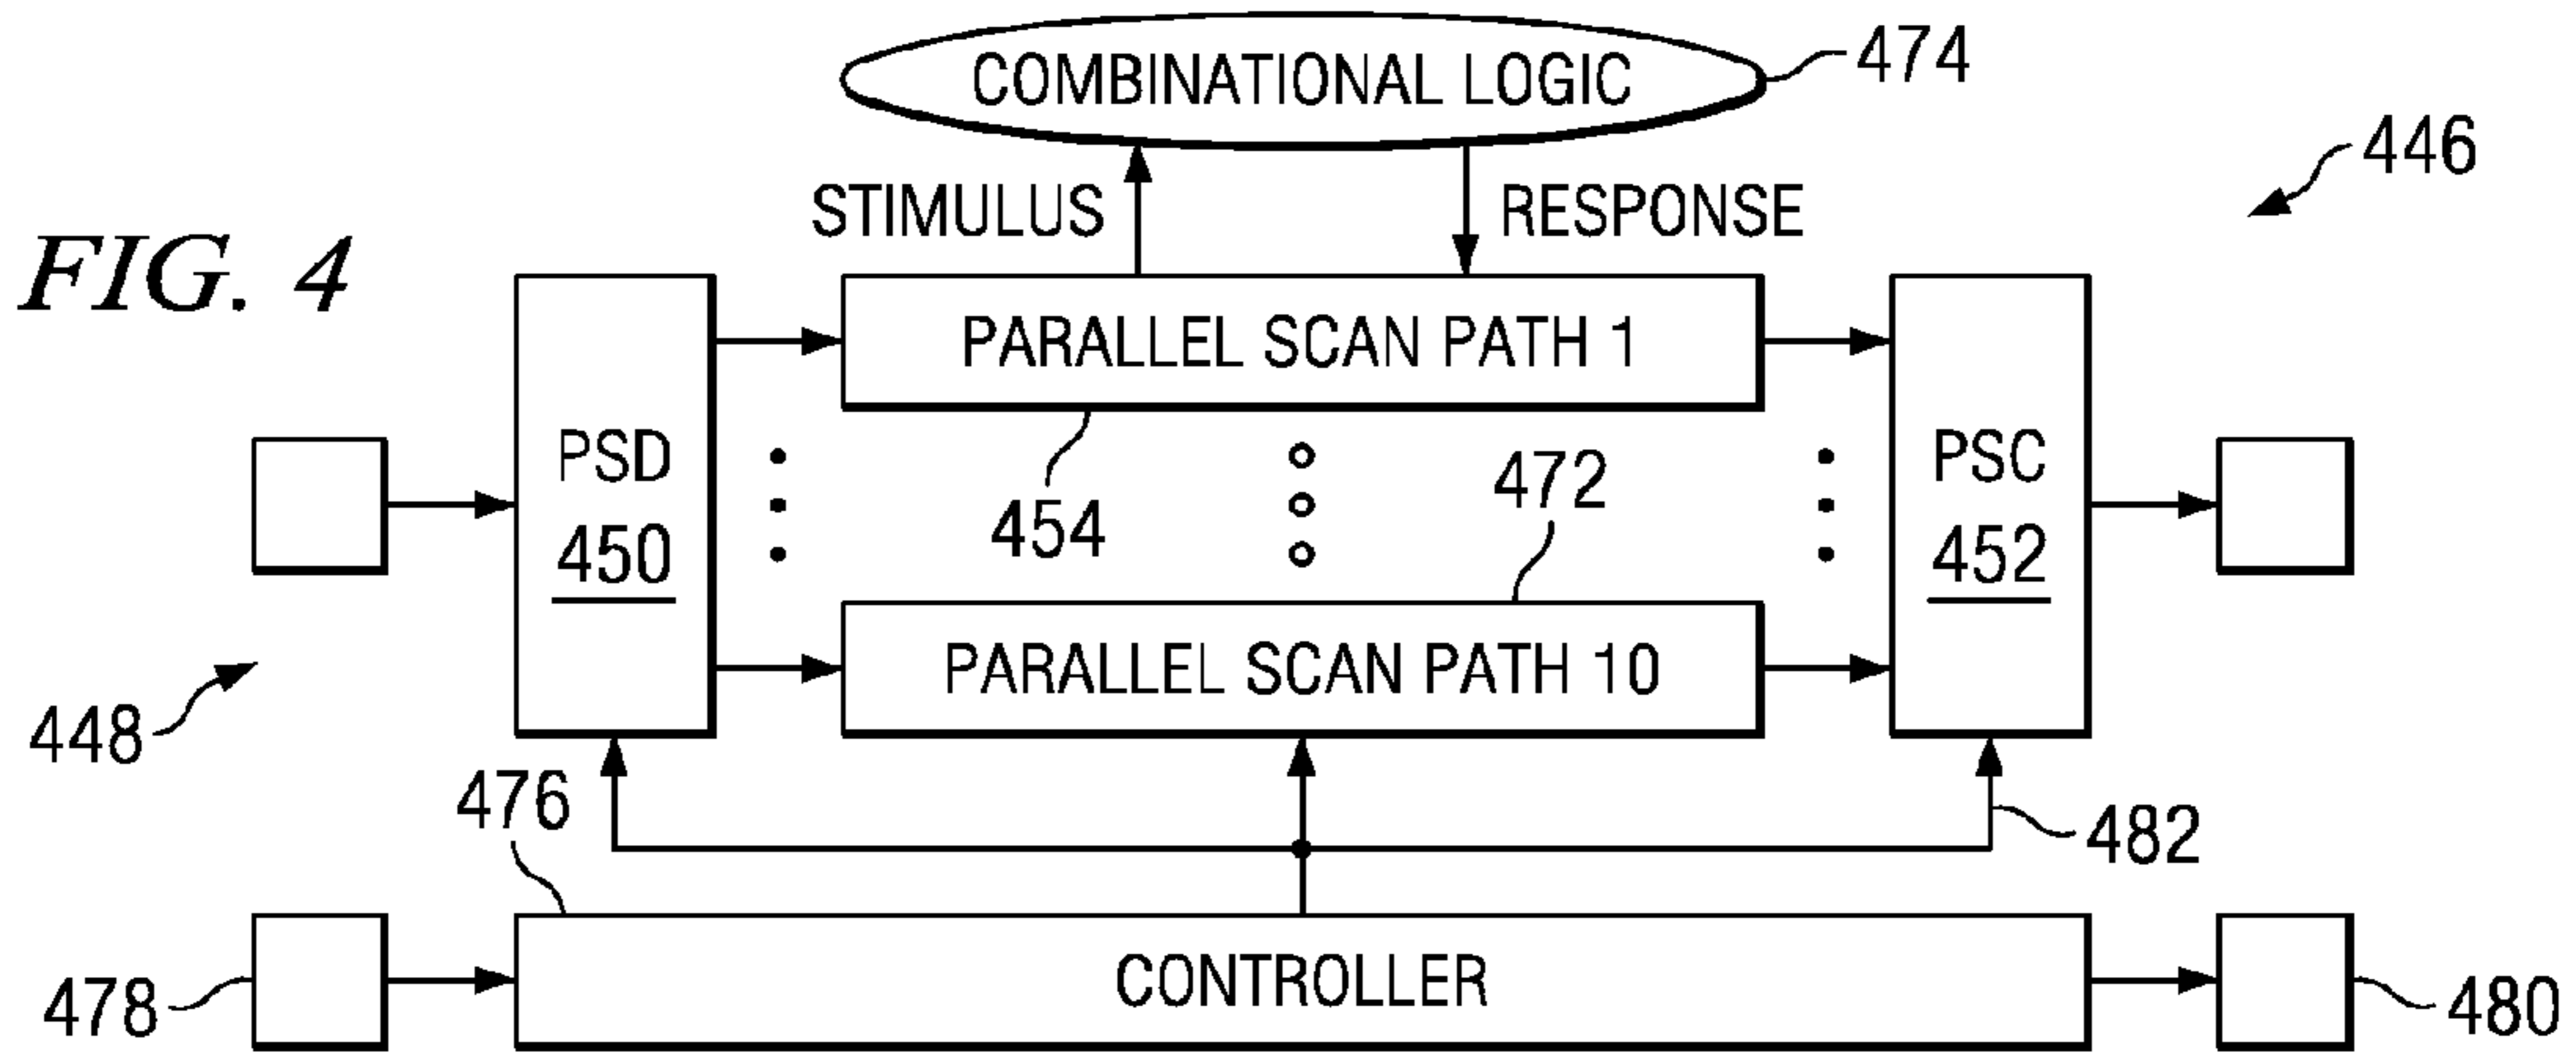 COMBINATIONAL LOGIC
474
446
STIMULUS
RESPONSE
FIG. 4
PARALLEL SCAN PATH 1
PSD
450
454
472
PSC
452
PARALLEL SCAN PATH 10
448
476
482
478
CONTROLLER
480